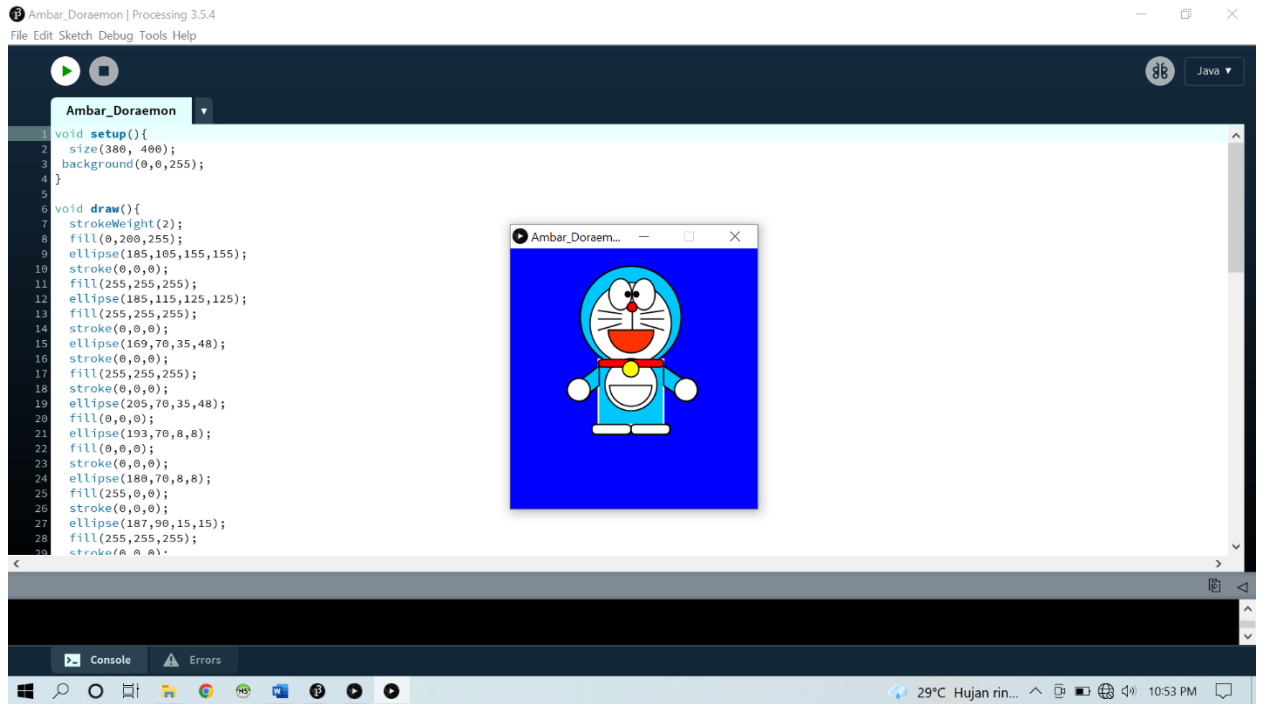 Ambar_Doraemon | Processing 3.5.4
File Edit Sketch Debug Tools Help
Java ▼
Ambar_Doraemon ▼
1 void setup(){
2   size(380, 400);
3  background(0,0,255);
4 }
5
6 void draw(){
7   strokeWeight(2);
8   fill(0,200,255);
9   ellipse(185,105,155,155);
10   stroke(0,0,0);
11   fill(255,255,255);
12   ellipse(185,115,125,125);
13   fill(255,255,255);
14   stroke(0,0,0);
15   ellipse(169,70,35,48);
16   stroke(0,0,0);
17   fill(255,255,255);
18   stroke(0,0,0);
19   ellipse(205,70,35,48);
20   fill(0,0,0);
21   ellipse(193,70,8,8);
22   fill(0,0,0);
23   stroke(0,0,0);
24   ellipse(180,70,8,8);
25   fill(255,0,0);
26   stroke(0,0,0);
27   ellipse(187,90,15,15);
28   fill(255,255,255);
29   stroke(0,0,0);
Ambar_Doraem...
Console
Errors
29°C Hujan rin... 10:53 PM